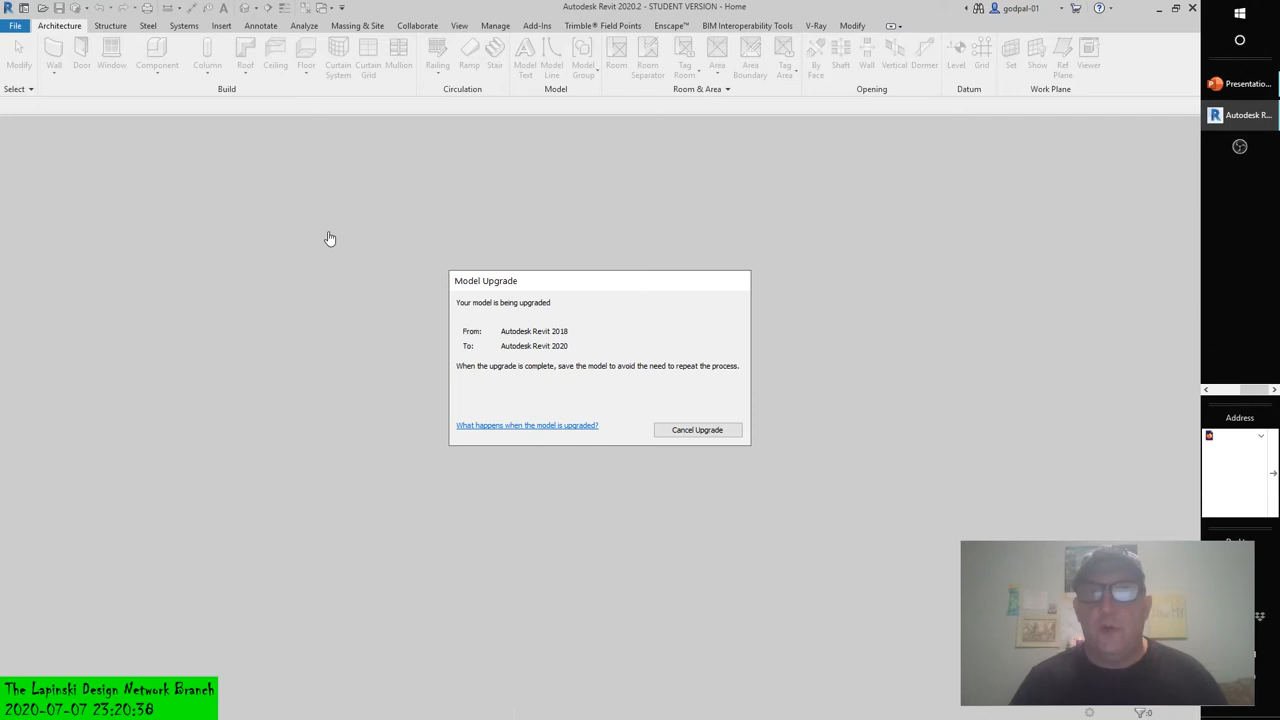 Autodesk Revit 2020.2 - STUDENT VERSION - Home
godpal-01
File Architecture Structure Steel Systems Insert Annotate Analyze Massing & Site Collaborate View Manage Add-Ins Trimble® Field Points Enscape™ BIM Interoperability Tools V-Ray Modify
Modify Wall Door Window Component Column Roof Ceiling Floor Curtain System Curtain Grid Mullion Railing Ramp Stair Model Text Model Line Model Group Room Room Separator Tag Room Area Area Boundary Tag Area By Face Shaft Wall Vertical Dormer Level Grid Set Show Ref Plane Viewer
Select Build Circulation Model Room & Area Opening Datum Work Plane
Presentatio...
Autodesk R...
Model Upgrade
Your model is being upgraded
From: Autodesk Revit 2018
To: Autodesk Revit 2020
When the upgrade is complete, save the model to avoid the need to repeat the process.
What happens when the model is upgraded?
Cancel Upgrade
Address
The Lapinski Design Network Branch
2020-07-07 23:20:38
:0